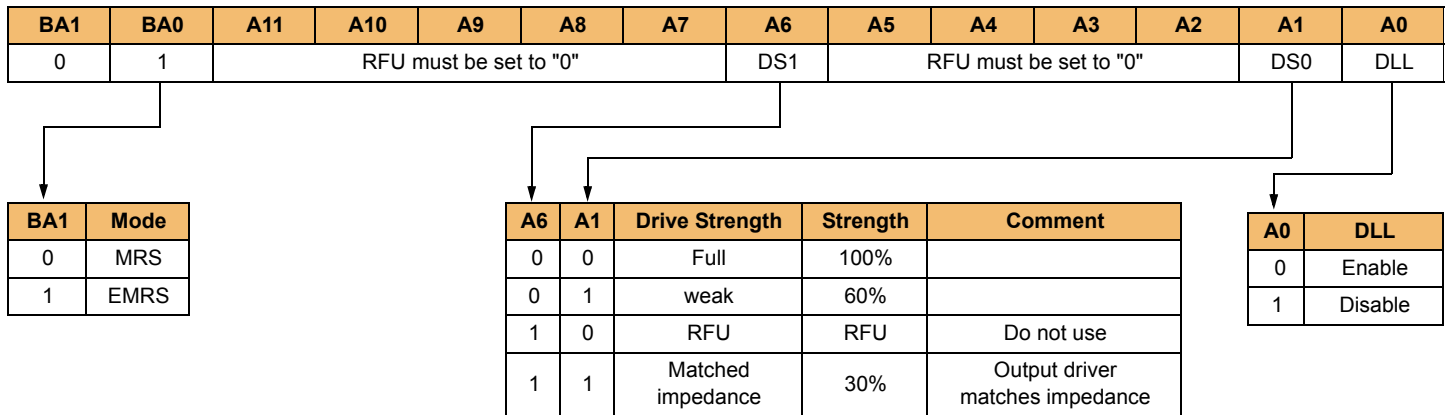 BA1 BA0 A11 A10 A9 A8 A7 A6 A5 A4 A3 A2 A1 A0
0 1 RFU must be set to "0" DS1 RFU must be set to "0" DS0 DLL
BA1 Mode
0 MRS
1 EMRS
A6 A1 Drive Strength Strength Comment
0 0 Full 100%
0 1 weak 60%
1 0 RFU RFU Do not use
1 1 Matched impedance 30% Output driver matches impedance
A0 DLL
0 Enable
1 Disable